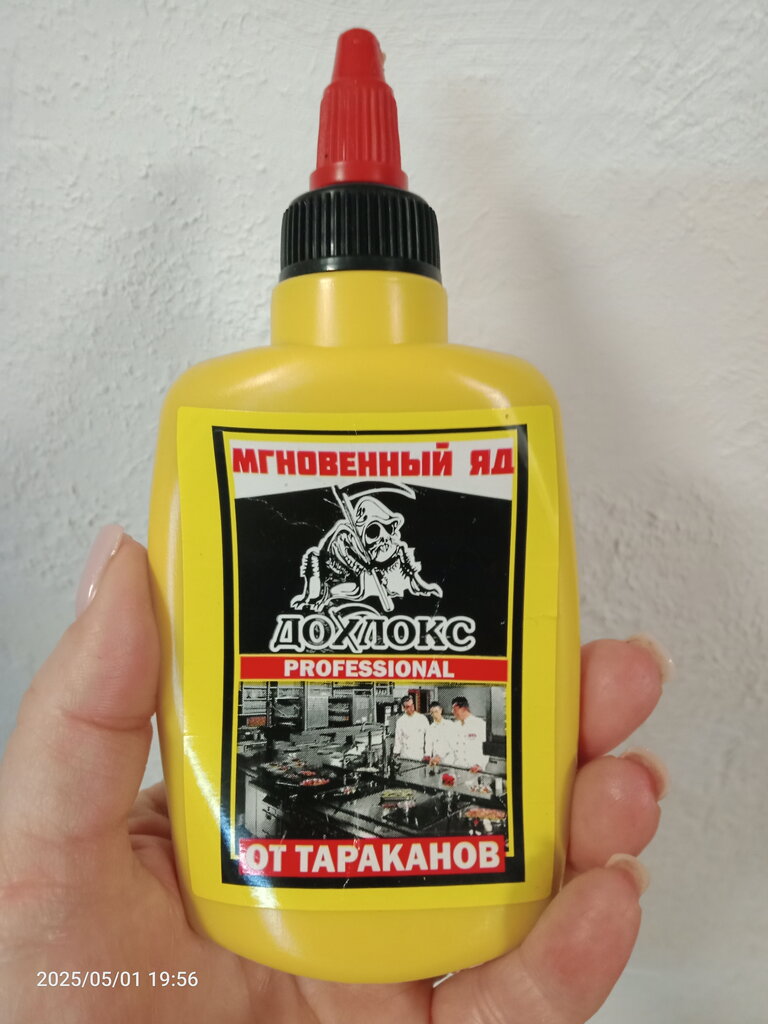 МГНОВЕННЫЙ ЯД
ДОХЛОКС
PROFESSIONAL
ОТ ТАРАКАНОВ
2025/05/01 19:56